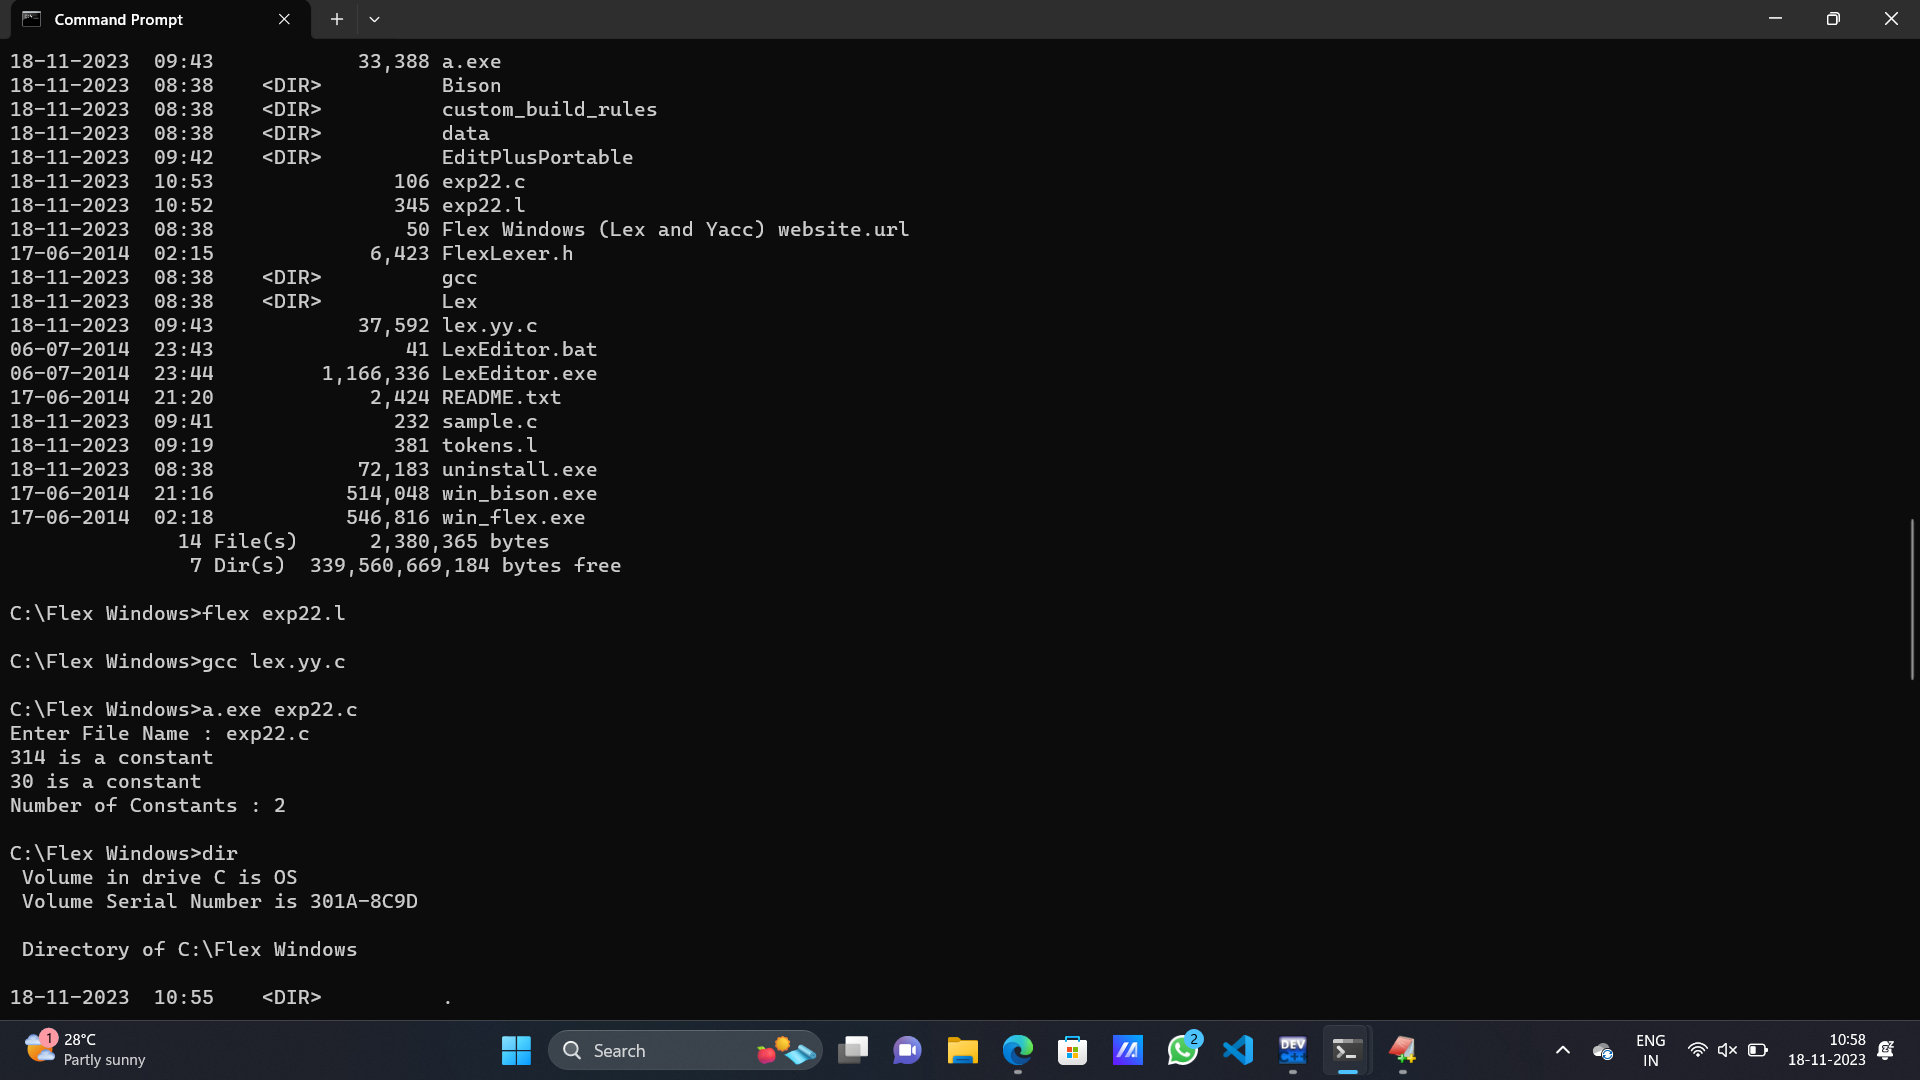 Command Prompt
18-11-2023  09:43            33,388 a.exe
18-11-2023  08:38    <DIR>          Bison
18-11-2023  08:38    <DIR>          custom_build_rules
18-11-2023  08:38    <DIR>          data
18-11-2023  09:42    <DIR>          EditPlusPortable
18-11-2023  10:53               106 exp22.c
18-11-2023  10:52               345 exp22.l
18-11-2023  08:38                50 Flex Windows (Lex and Yacc) website.url
17-06-2014  02:15             6,423 FlexLexer.h
18-11-2023  08:38    <DIR>          gcc
18-11-2023  08:38    <DIR>          Lex
18-11-2023  09:43            37,592 lex.yy.c
06-07-2014  23:43                41 LexEditor.bat
06-07-2014  23:44         1,166,336 LexEditor.exe
17-06-2014  21:20             2,424 README.txt
18-11-2023  09:41               232 sample.c
18-11-2023  09:19               381 tokens.l
18-11-2023  08:38            72,183 uninstall.exe
17-06-2014  21:16           514,048 win_bison.exe
17-06-2014  02:18           546,816 win_flex.exe
              14 File(s)      2,380,365 bytes
               7 Dir(s)  339,560,669,184 bytes free
C:\Flex Windows>flex exp22.l
C:\Flex Windows>gcc lex.yy.c
C:\Flex Windows>a.exe exp22.c
Enter File Name : exp22.c
314 is a constant
30 is a constant
Number of Constants : 2
C:\Flex Windows>dir
 Volume in drive C is OS
 Volume Serial Number is 301A-8C9D
 Directory of C:\Flex Windows
18-11-2023  10:55    <DIR>          .
1
28°C
Partly sunny
Search
2
DEV
C++
ENG
IN
10:58
18-11-2023